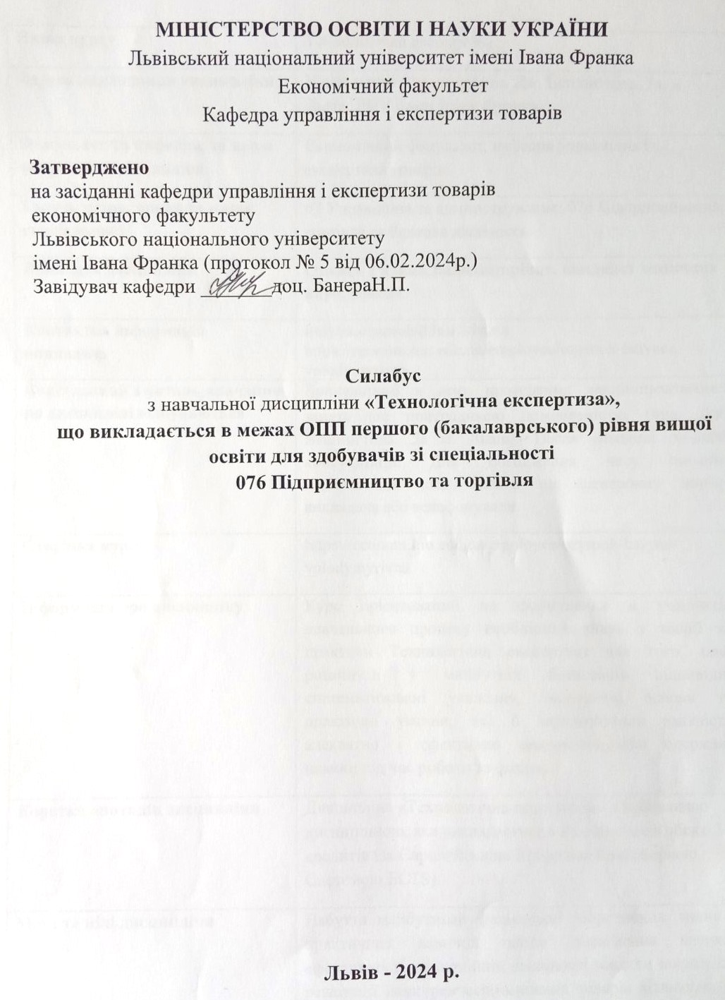 МІНІСТЕРСТВО ОСВІТИ І НАУКИ УКРАЇНИ
Львівський національний університет імені Івана Франка
Економічний факультет
Кафедра управління і експертизи товарів
Затверджено
на засіданні кафедри управління і експертизи товарів
економічного факультету
Львівського національного університету
імені Івана Франка (протокол № 5 від 06.02.2024р.)
Завідувач кафедри _______доц. БанераН.П.
Силабус
з навчальної дисципліни «Технологічна експертиза»,
що викладається в межах ОПП першого (бакалаврського) рівня вищої
освіти для здобувачів зі спеціальності
076 Підприємництво та торгівля
Львів - 2024 р.